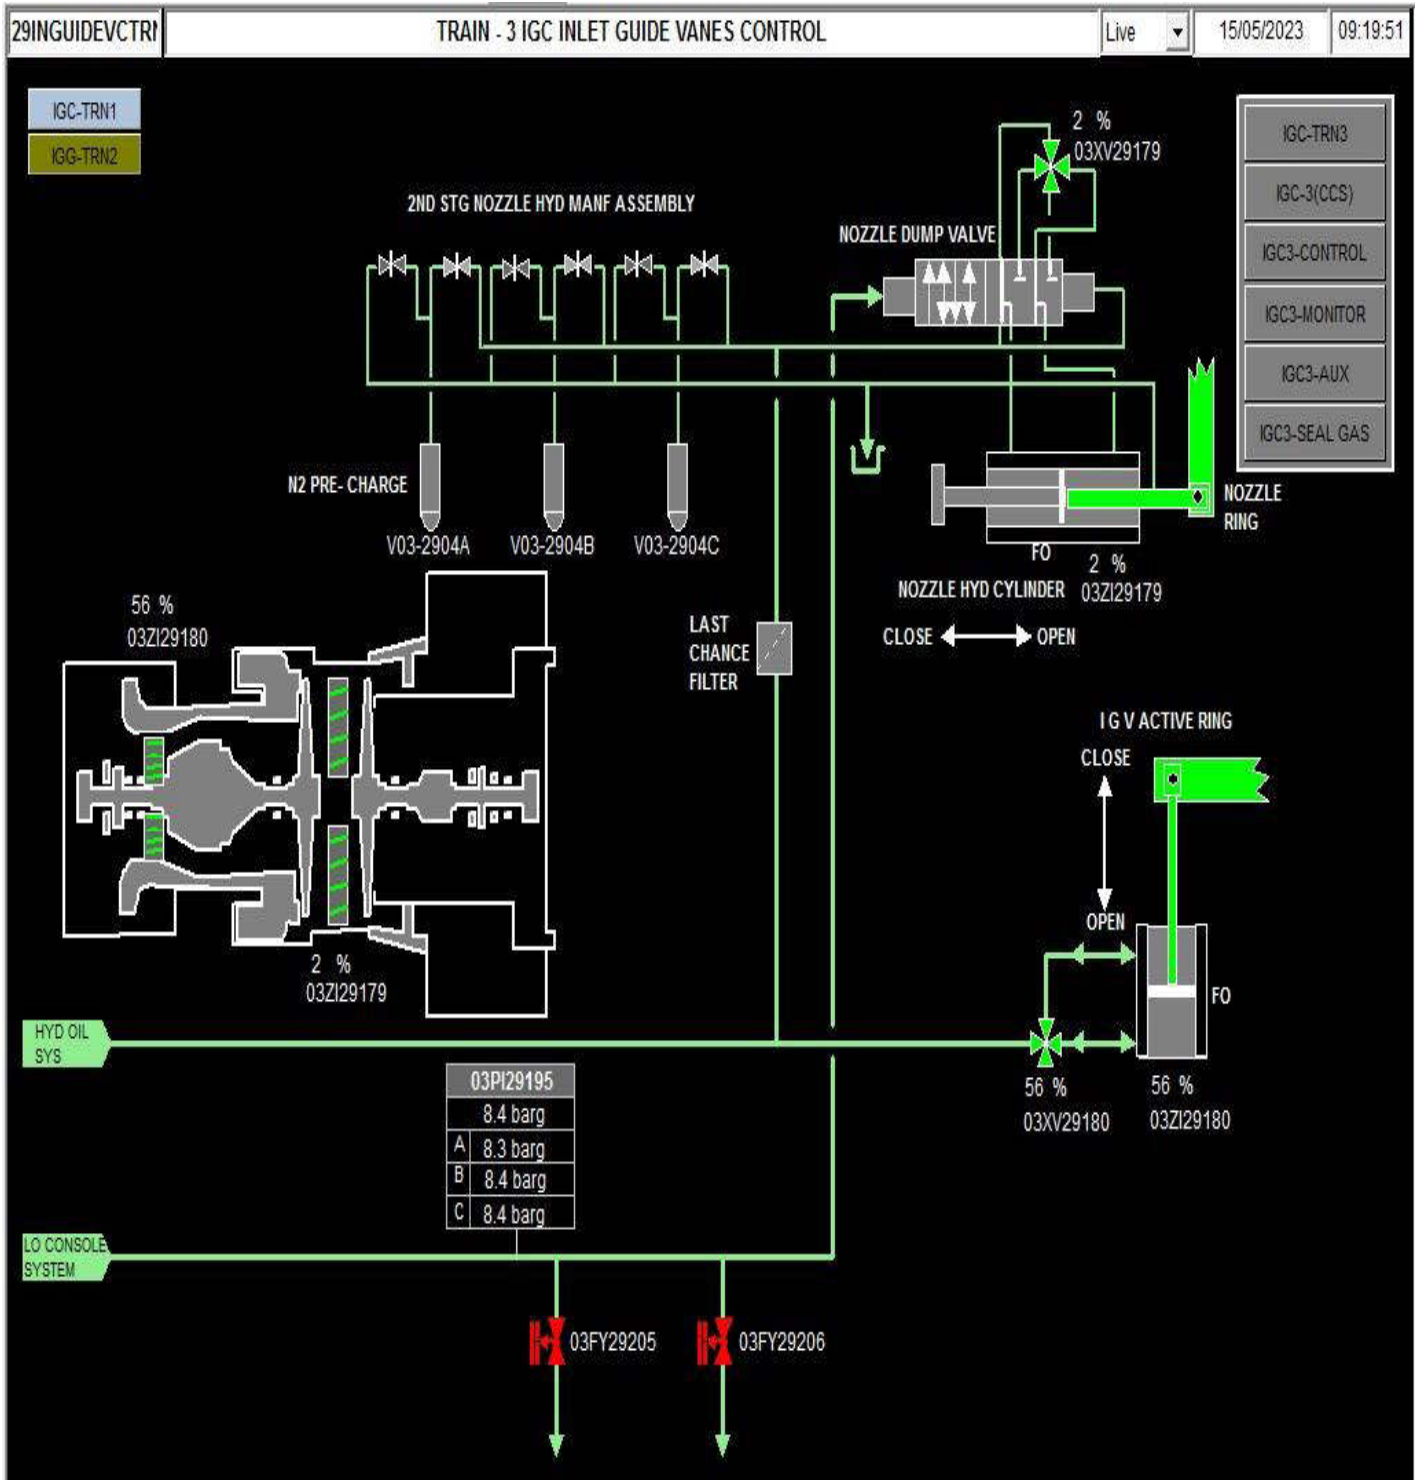 29INGUIDEVCTRN
TRAIN - 3 IGC INLET GUIDE VANES CONTROL
Live
15/05/2023
09:19:51
IGC-TRN1
IGG-TRN2
2 %
03XV29179
IGC-TRN3
IGC-3(CCS)
IGC3-CONTROL
IGC3-MONITOR
IGC3-AUX
IGC3-SEAL GAS
2ND STG NOZZLE HYD MANF ASSEMBLY
NOZZLE DUMP VALVE
N2 PRE- CHARGE
V03-2904A
V03-2904B
V03-2904C
NOZZLE
RING
FO
2 %
03ZI29179
NOZZLE HYD CYLINDER
CLOSE
OPEN
56 %
03ZI29180
LAST
CHANCE
FILTER
I G V ACTIVE RING
CLOSE
OPEN
FO
2 %
03ZI29179
HYD OIL
SYS
56 %
03XV29180
56 %
03ZI29180
03PI29195
8.4 barg
A 8.3 barg
B 8.4 barg
C 8.4 barg
LO CONSOLE
SYSTEM
03FY29205
03FY29206